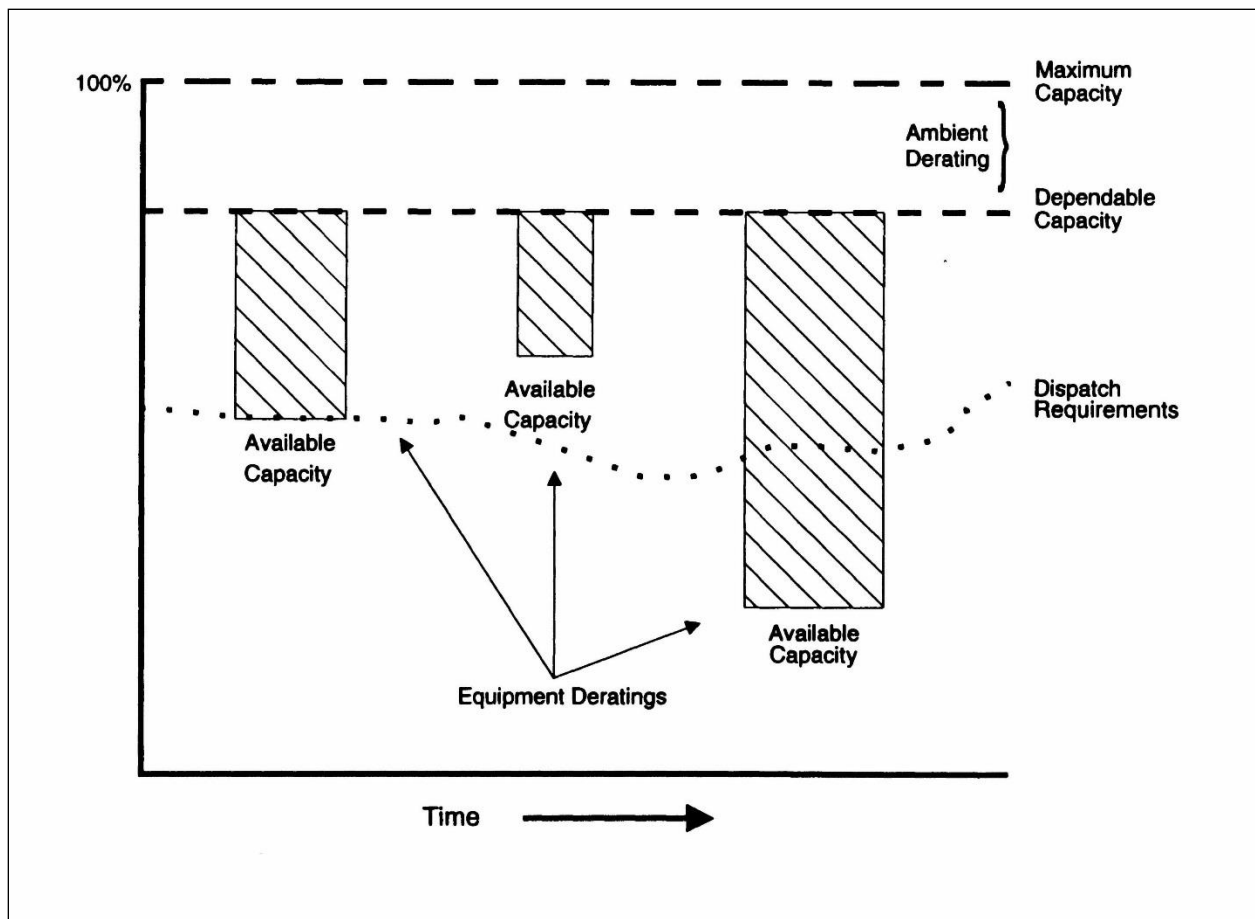 100%
Maximum
Capacity
Ambient
Derating
Dependable
Capacity
Available
Capacity
Dispatch
Requirements
Available
Capacity
Available
Capacity
Equipment Deratings
Time